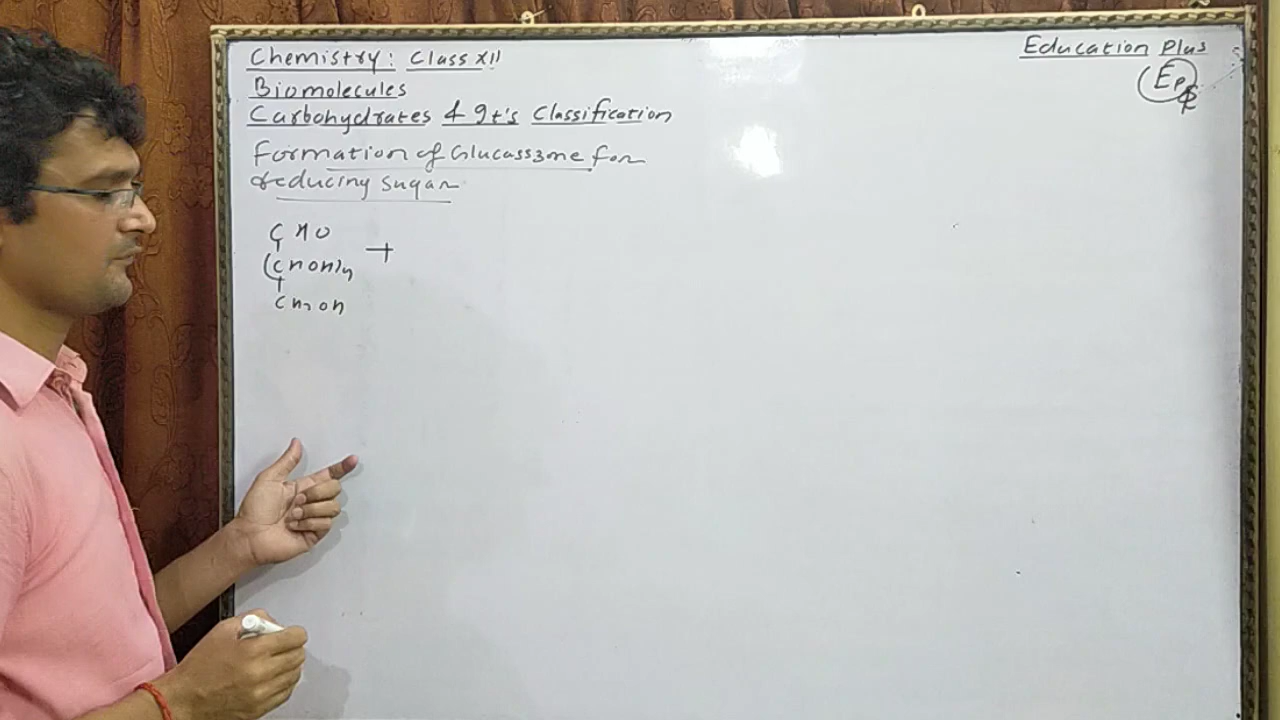 Chemistry: Class XII
Education Plus
EP
Biomolecules
Carbohydrates & It's Classification
Formation of Glucasszone for
reducing sugar
CHO
(CHOH)4 +
CH2OH